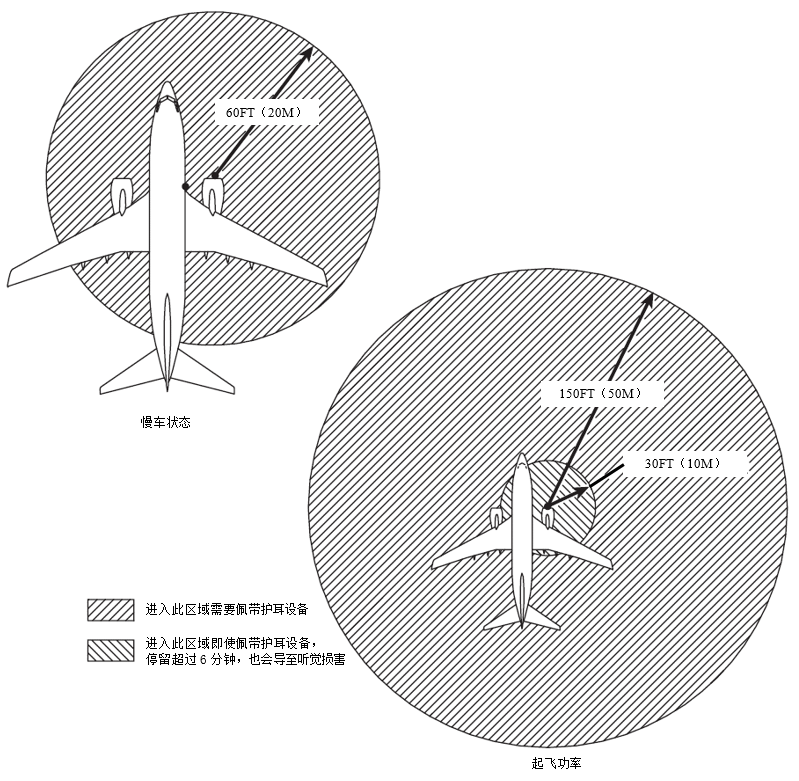 60FT（20M）
慢车状态
150FT（50M）
30FT（10M）
进入此区域需要佩带护耳设备
进入此区域即使佩带护耳设备，
停留超过6分钟，也会导至听觉损害
起飞功率